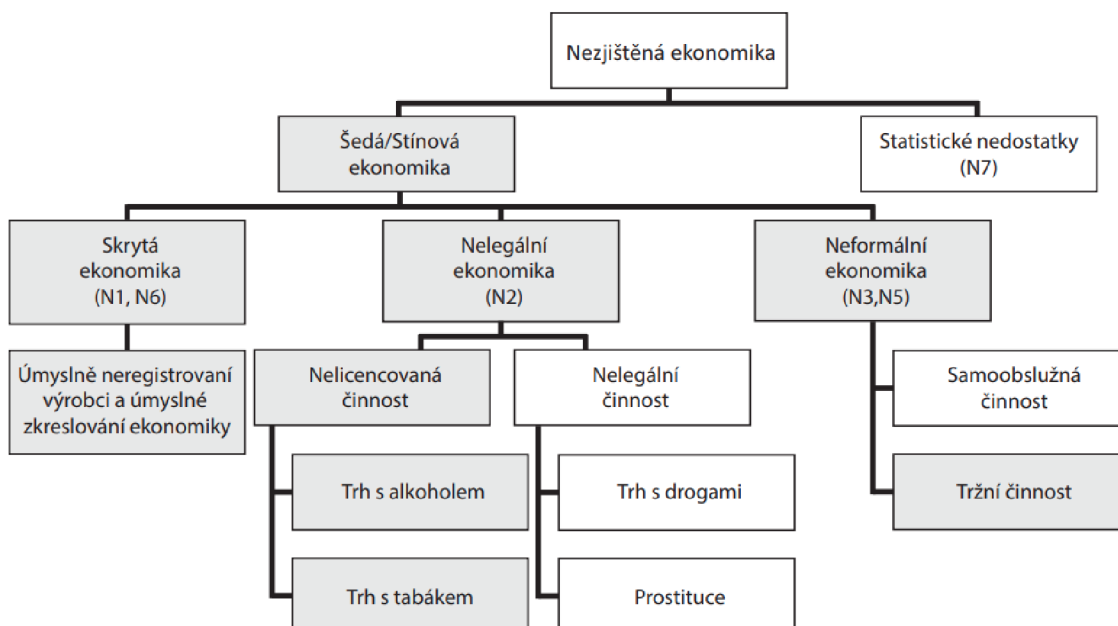 Nezjištěná ekonomika
Šedá/Stínová
ekonomika
Statistické nedostatky
(N7)
Skrytá
ekonomika
(N1, N6)
Nelegální
ekonomika
(N2)
Neformální
ekonomika
(N3,N5)
Úmyslně neregistrovaní
výrobci a úmyslné
zkreslování ekonomiky
Nelicencovaná
činnost
Nelegální
činnost
Samoobslužná
činnost
Trh s alkoholem
Trh s drogami
Tržní činnost
Trh s tabákem
Prostituce